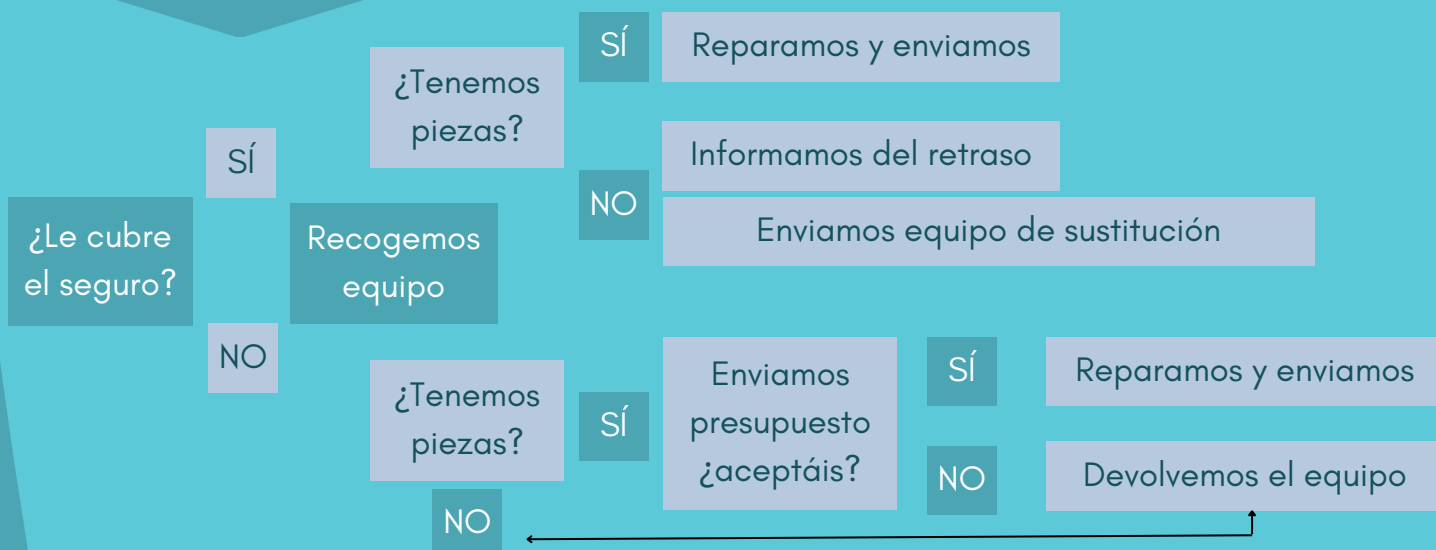 ¿Le cubre
el seguro?
SÍ
NO
Recogemos
equipo
¿Tenemos
piezas?
SÍ
Reparamos y enviamos
NO
Informamos del retraso
Enviamos equipo de sustitución
¿Tenemos
piezas?
SÍ
Enviamos
presupuesto
¿aceptáis?
SÍ
Reparamos y enviamos
NO
Devolvemos el equipo
NO